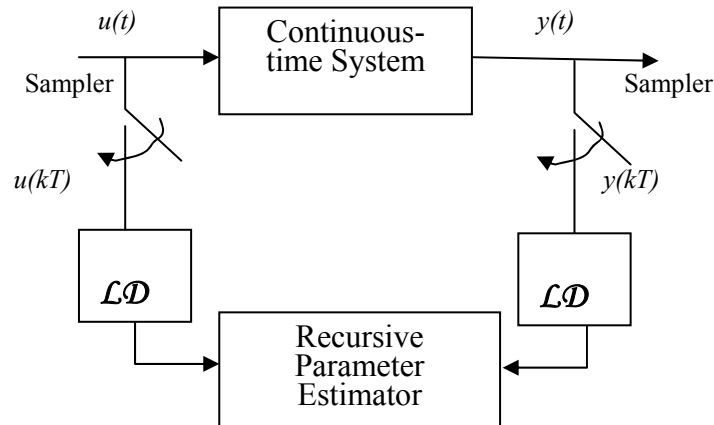 u(t)
Continuous-
time System
y(t)
Sampler
Sampler
u(kT)
y(kT)
ℒ𝒟
ℒ𝒟
Recursive
Parameter
Estimator